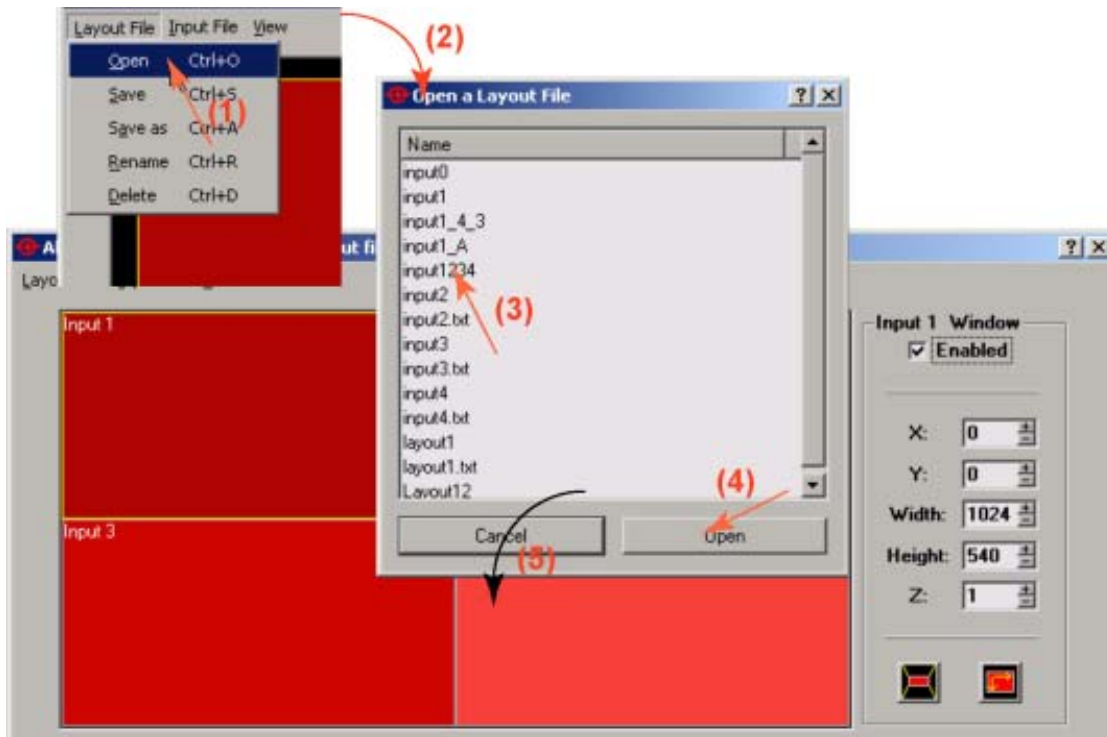 Layout File Input File View
Open Ctrl+O
Save Ctrl+S
Save as Ctrl+A
Rename Ctrl+R
Delete Ctrl+D
(1)
(2)
Open a Layout File
Name
input0
input1
input1_4_3
input1_A
input1234
input2
input2.txt
input3
input3.txt
input4
input4.txt
layout1
layout1.txt
Layout12
(3)
(4)
Cancel Open
(5)
Input 1
Input 3
Input 1 Window
Enabled
X: 0
Y: 0
Width: 1024
Height: 540
Z: 1